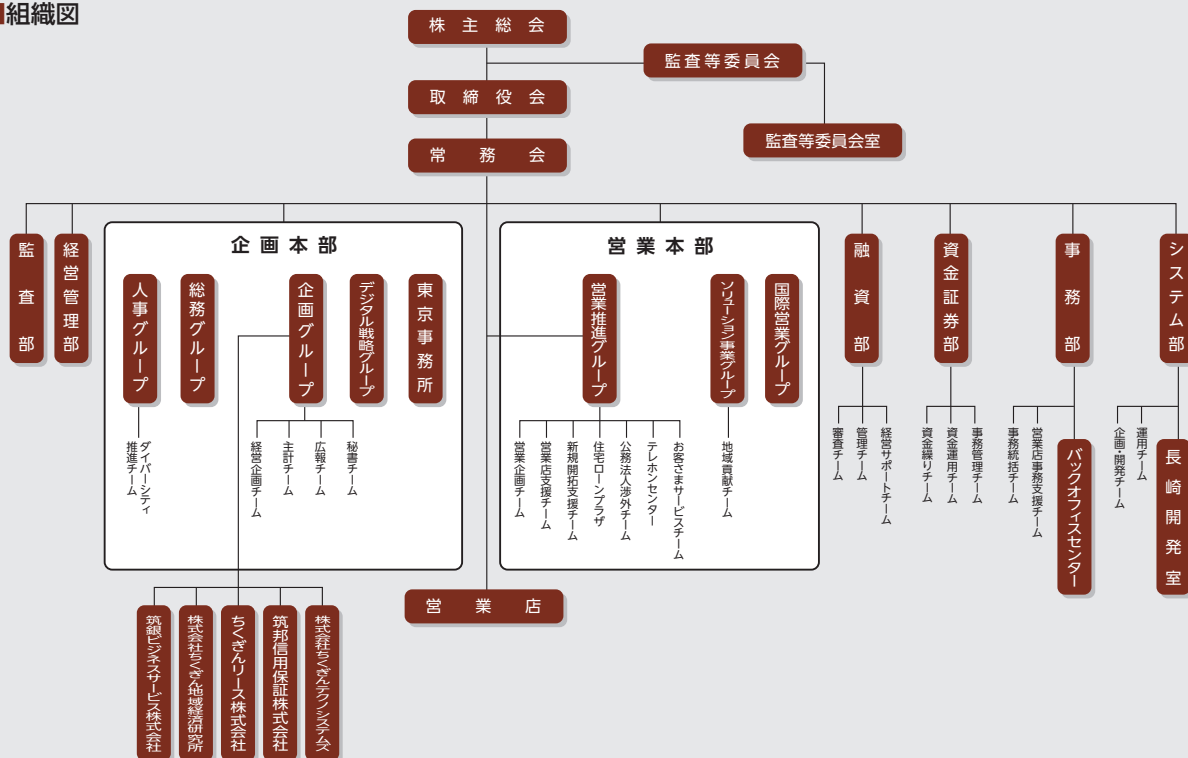 組織図
株主総会
監査等委員会
取締役会
監査等委員会室
常務会
監査部
経営管理部
企画本部
人事グループ
ダイバーシティ
推進チーム
総務グループ
企画グループ
経営企画チーム
主計チーム
広報チーム
秘書チーム
デジタル戦略グループ
東京事務所
営業本部
営業推進グループ
営業企画チーム
営業店支援チーム
新規開拓支援チーム
住宅ローンプラザ
公務法人渉外チーム
テレホンセンター
お客さまサービスチーム
ソリューション事業グループ
地域貢献チーム
国際営業グループ
融資部
審査チーム
管理チーム
経営サポートチーム
資金証券部
資金繰りチーム
資金運用チーム
事務管理チーム
事務部
事務統括チーム
営業店事務支援チーム
バックオフィスセンター
システム部
企画・開発チーム
運用チーム
長崎開発室
営業店
筑銀ビジネスサービス株式会社
株式会社ちくぎん地域経済研究所
ちくぎんリース株式会社
筑邦信用保証株式会社
株式会社ちくぎんテクノシステムズ